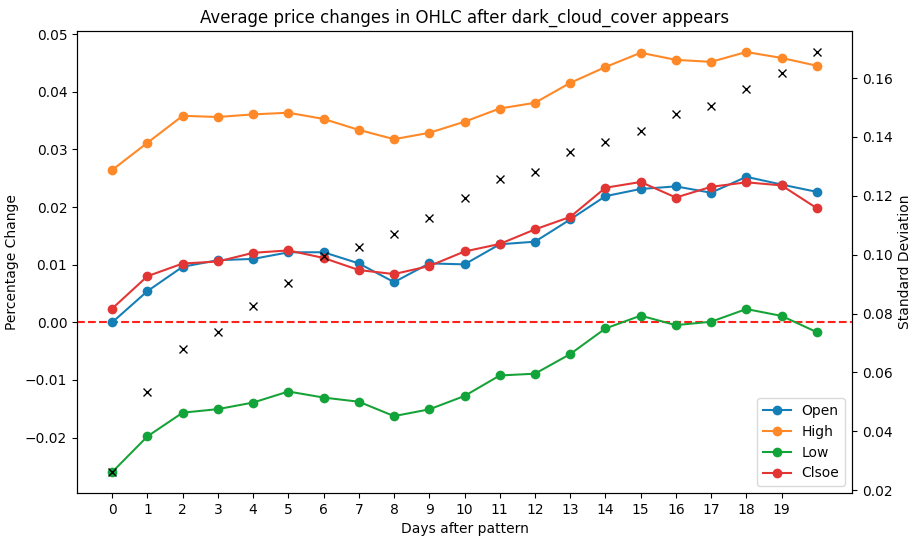 Average price changes in OHLC after dark_cloud_cover appears
Percentage Change
0.05
0.04
0.03
0.02
0.01
0.00
−0.01
−0.02
0.16
0.14
0.12
0.10
0.08
0.06
0.04
0.02
Standard Deviation
Open
High
Low
Clsoe
0 1 2 3 4 5 6 7 8 9 10 11 12 13 14 15 16 17 18 19
Days after pattern